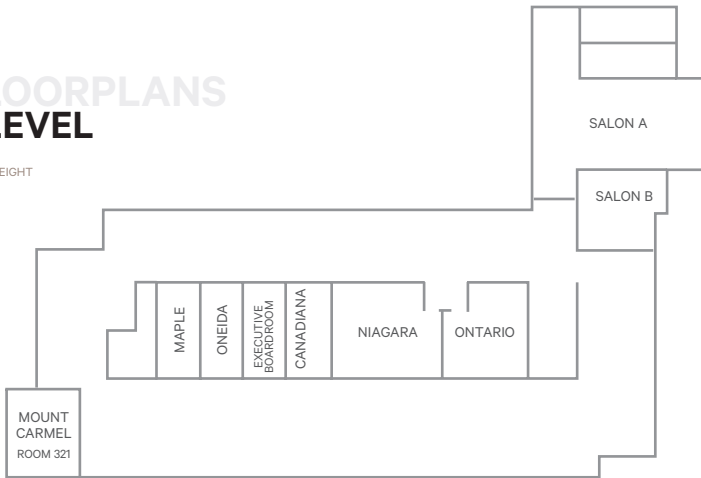 OORPLANS
LEVEL
EIGHT
SALON A
SALON B
MAPLE
ONEIDA
EXECUTIVE
BOARDROOM
CANADIANA
NIAGARA
ONTARIO
MOUNT
CARMEL
ROOM 321